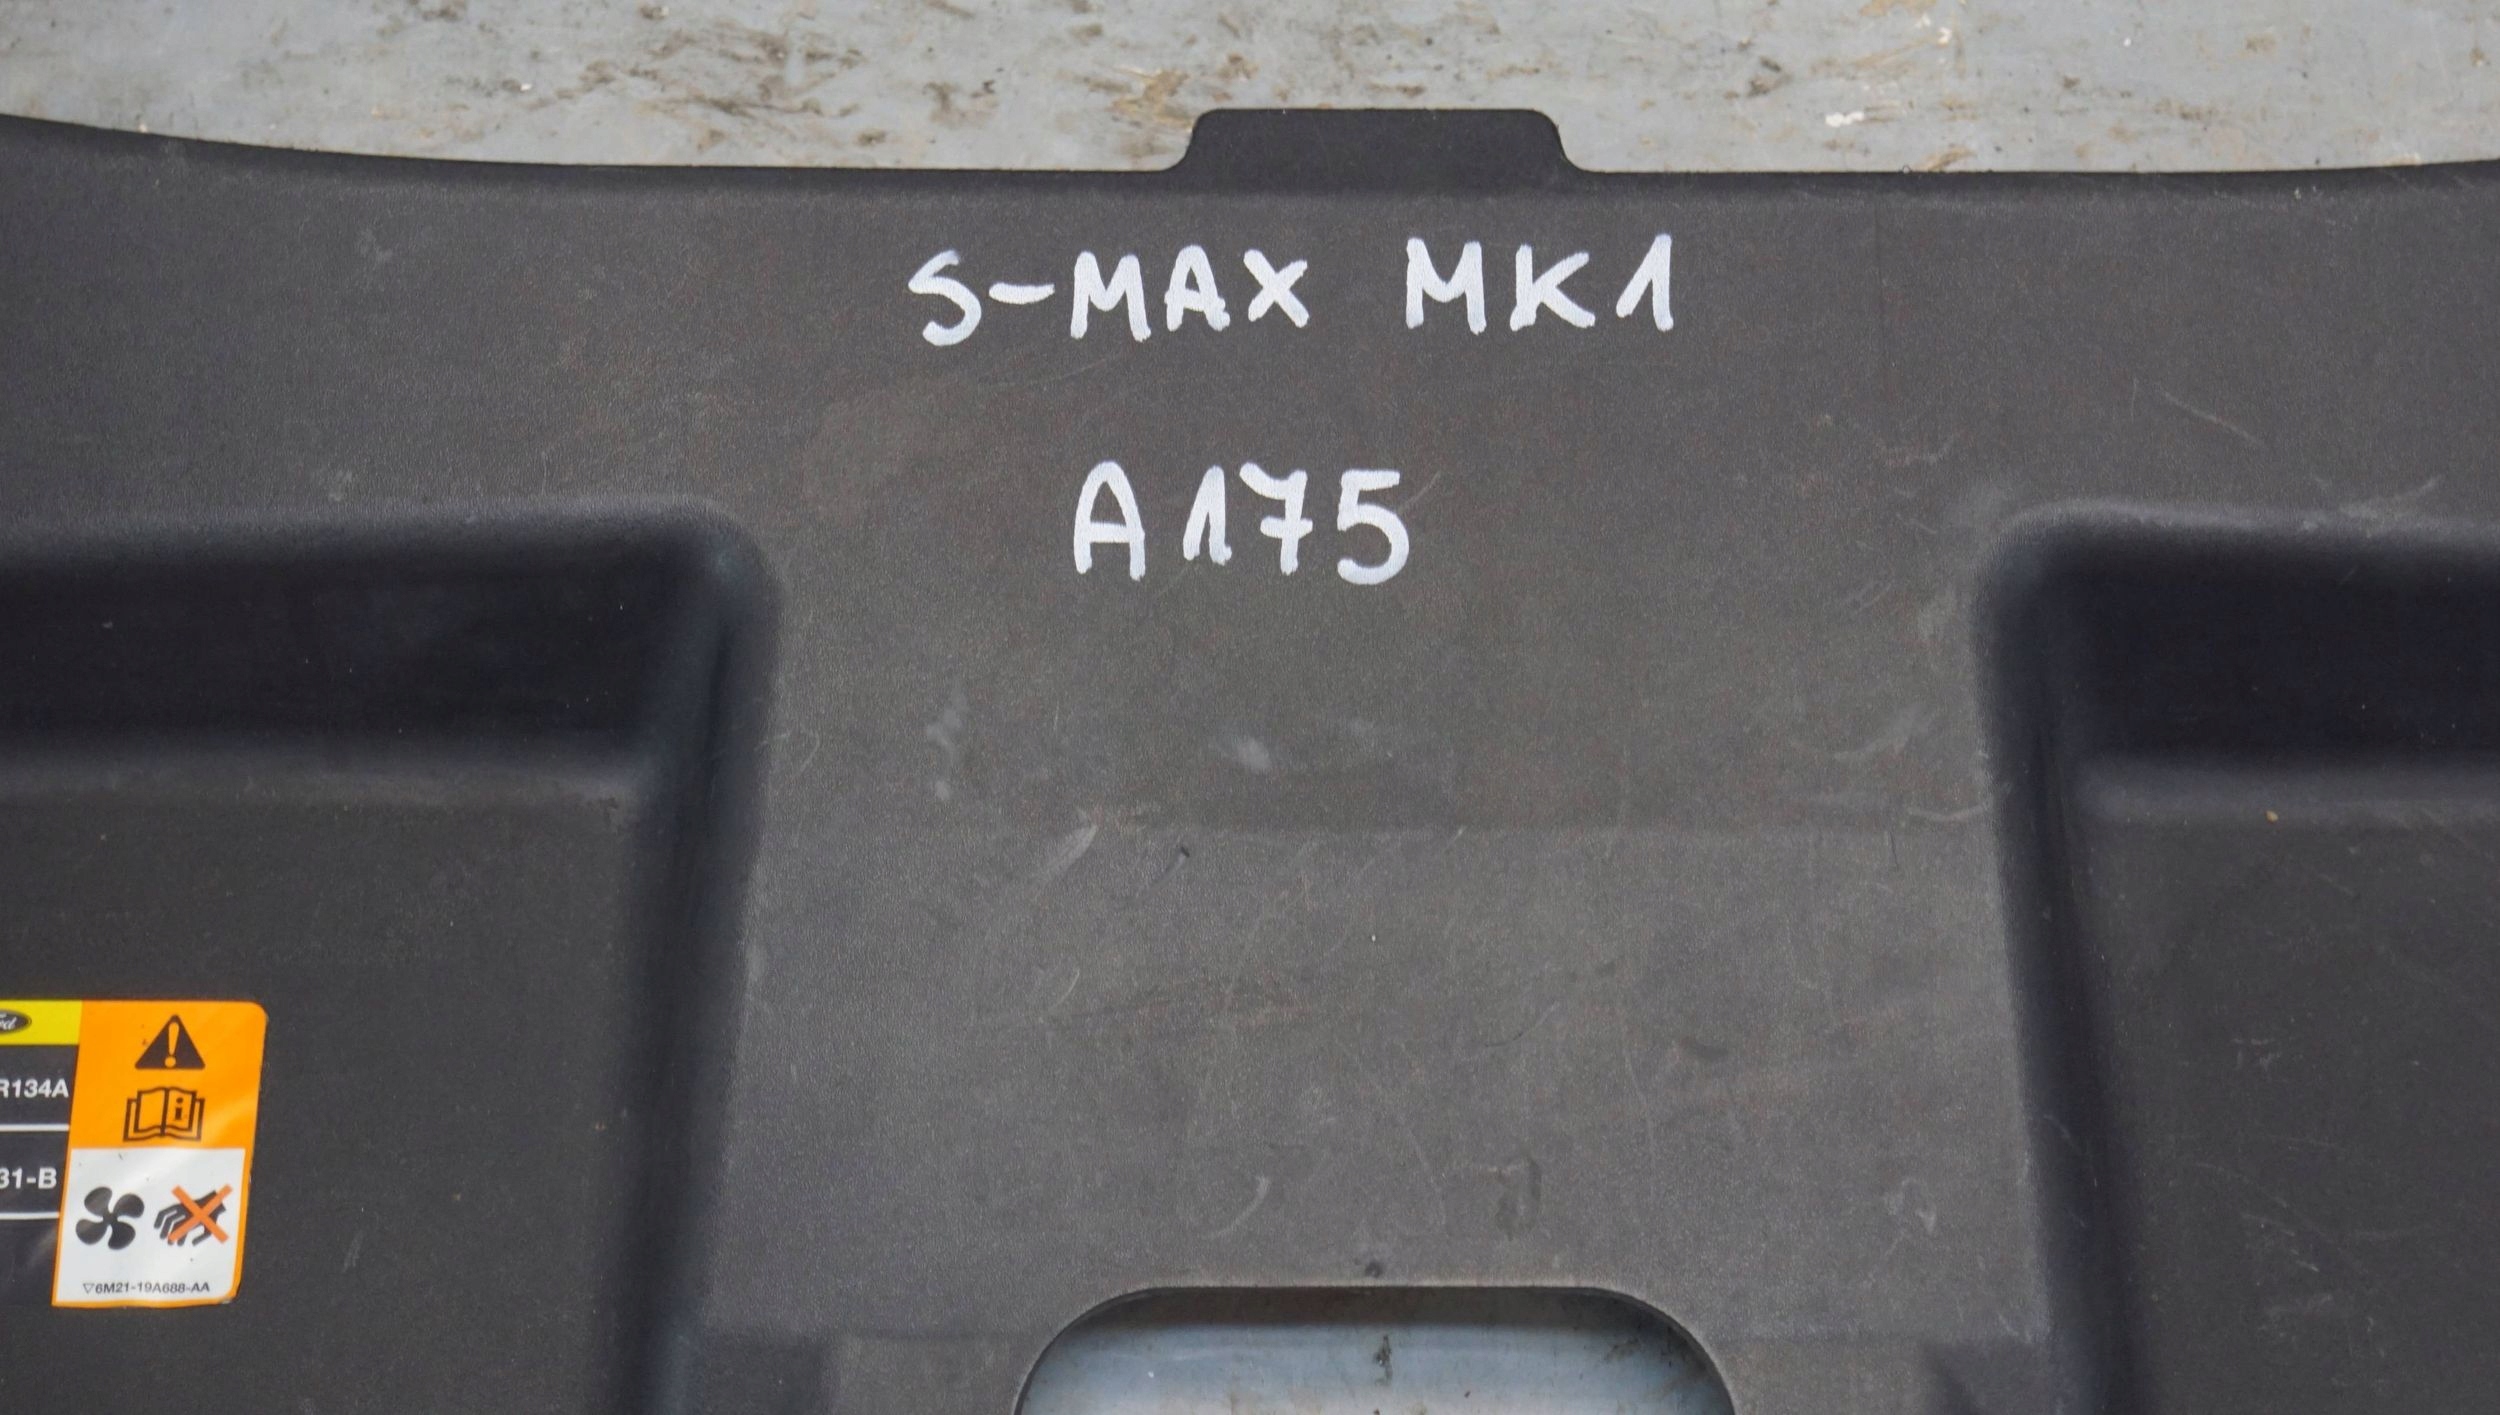 S-MAX MK1
A175
R134A
31-B
▽6M21-19A688-AA